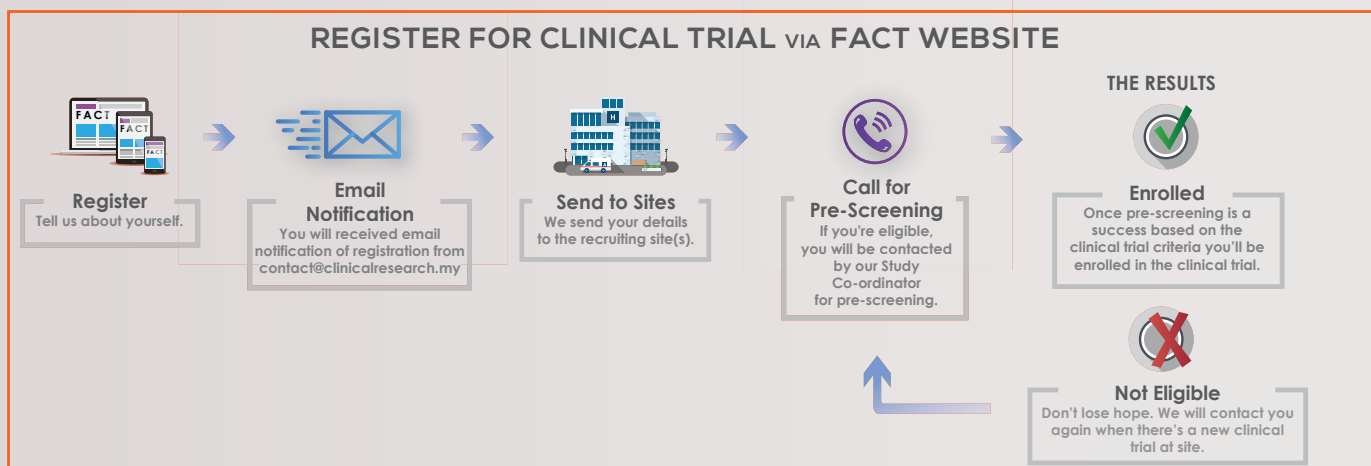 REGISTER FOR CLINICAL TRIAL VIA FACT WEBSITE
FACT
FACT
FACT
Register
Tell us about yourself.
Email
Notification
You will received email
notification of registration from
contact@clinicalresearch.my
H
Send to Sites
We send your details
to the recruiting site(s).
Call for
Pre-Screening
If you're eligible,
you will be contacted
by our Study
Co-ordinator
for pre-screening.
THE RESULTS
Enrolled
Once pre-screening is a
success based on the
clinical trial criteria you'll be
enrolled in the clinical trial.
Not Eligible
Don't lose hope. We will contact you
again when there's a new clinical
trial at site.